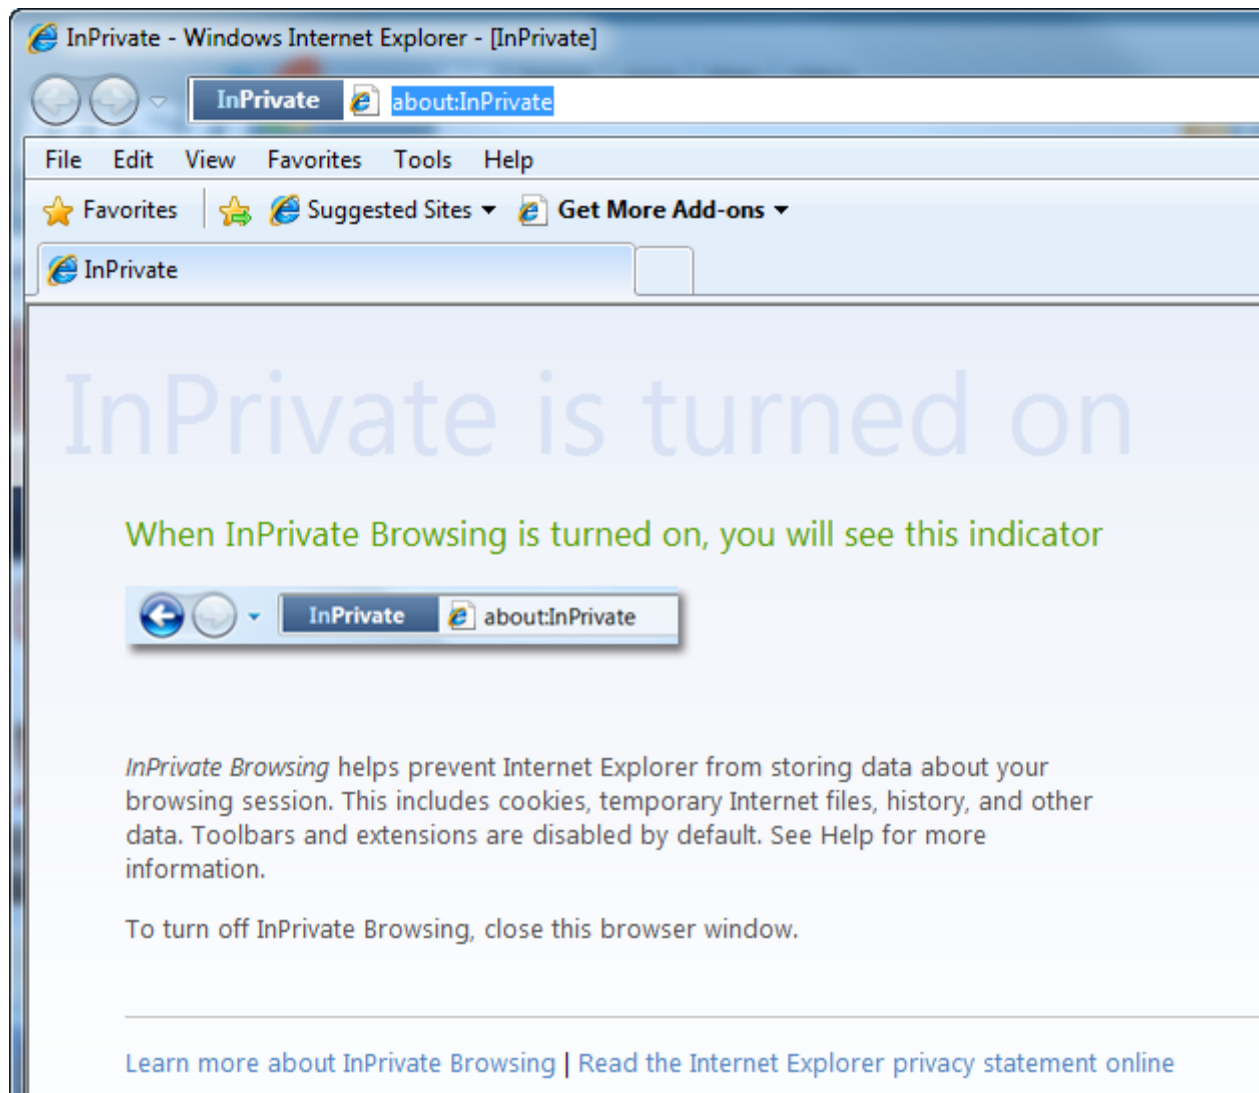 InPrivate - Windows Internet Explorer - [InPrivate]
InPrivate about:InPrivate
File Edit View Favorites Tools Help
Favorites Suggested Sites Get More Add-ons
InPrivate
InPrivate is turned on
When InPrivate Browsing is turned on, you will see this indicator
InPrivate about:InPrivate
InPrivate Browsing helps prevent Internet Explorer from storing data about your
browsing session. This includes cookies, temporary Internet files, history, and other
data. Toolbars and extensions are disabled by default. See Help for more
information.
To turn off InPrivate Browsing, close this browser window.
Learn more about InPrivate Browsing | Read the Internet Explorer privacy statement online